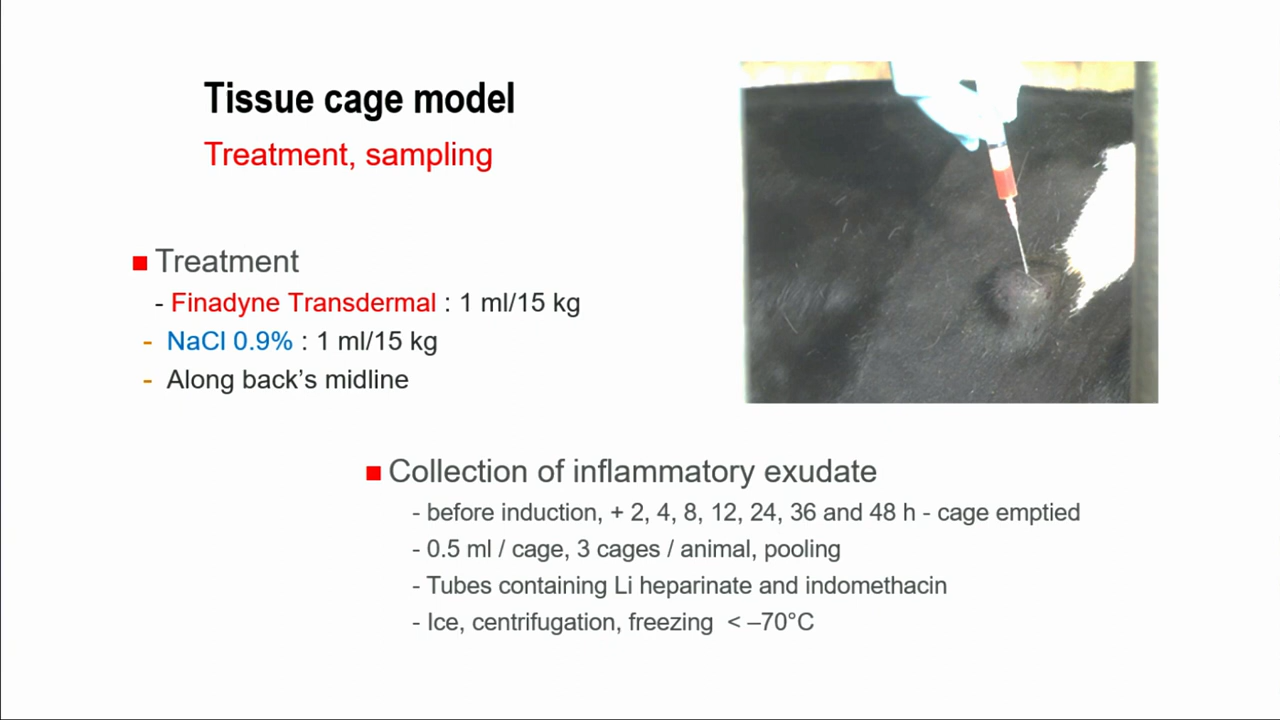 Tissue cage model
Treatment, sampling
Treatment
- Finadyne Transdermal : 1 ml/15 kg
- NaCl 0.9% : 1 ml/15 kg
- Along back’s midline
Collection of inflammatory exudate
- before induction, + 2, 4, 8, 12, 24, 36 and 48 h - cage emptied
- 0.5 ml / cage, 3 cages / animal, pooling
- Tubes containing Li heparinate and indomethacin
- Ice, centrifugation, freezing < –70°C